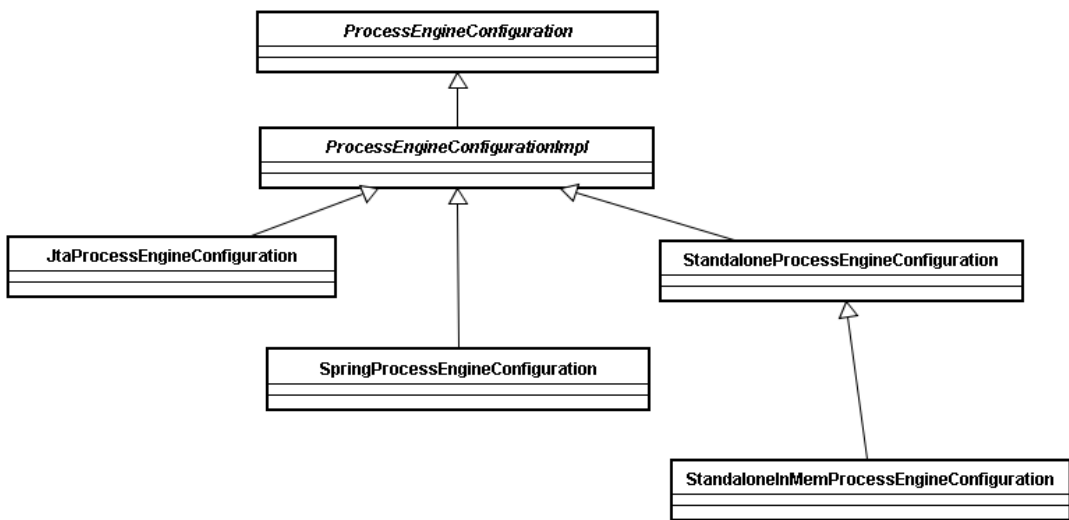 ProcessEngineConfiguration
ProcessEngineConfigurationImpl
JtaProcessEngineConfiguration
StandaloneProcessEngineConfiguration
SpringProcessEngineConfiguration
StandaloneInMemProcessEngineConfiguration